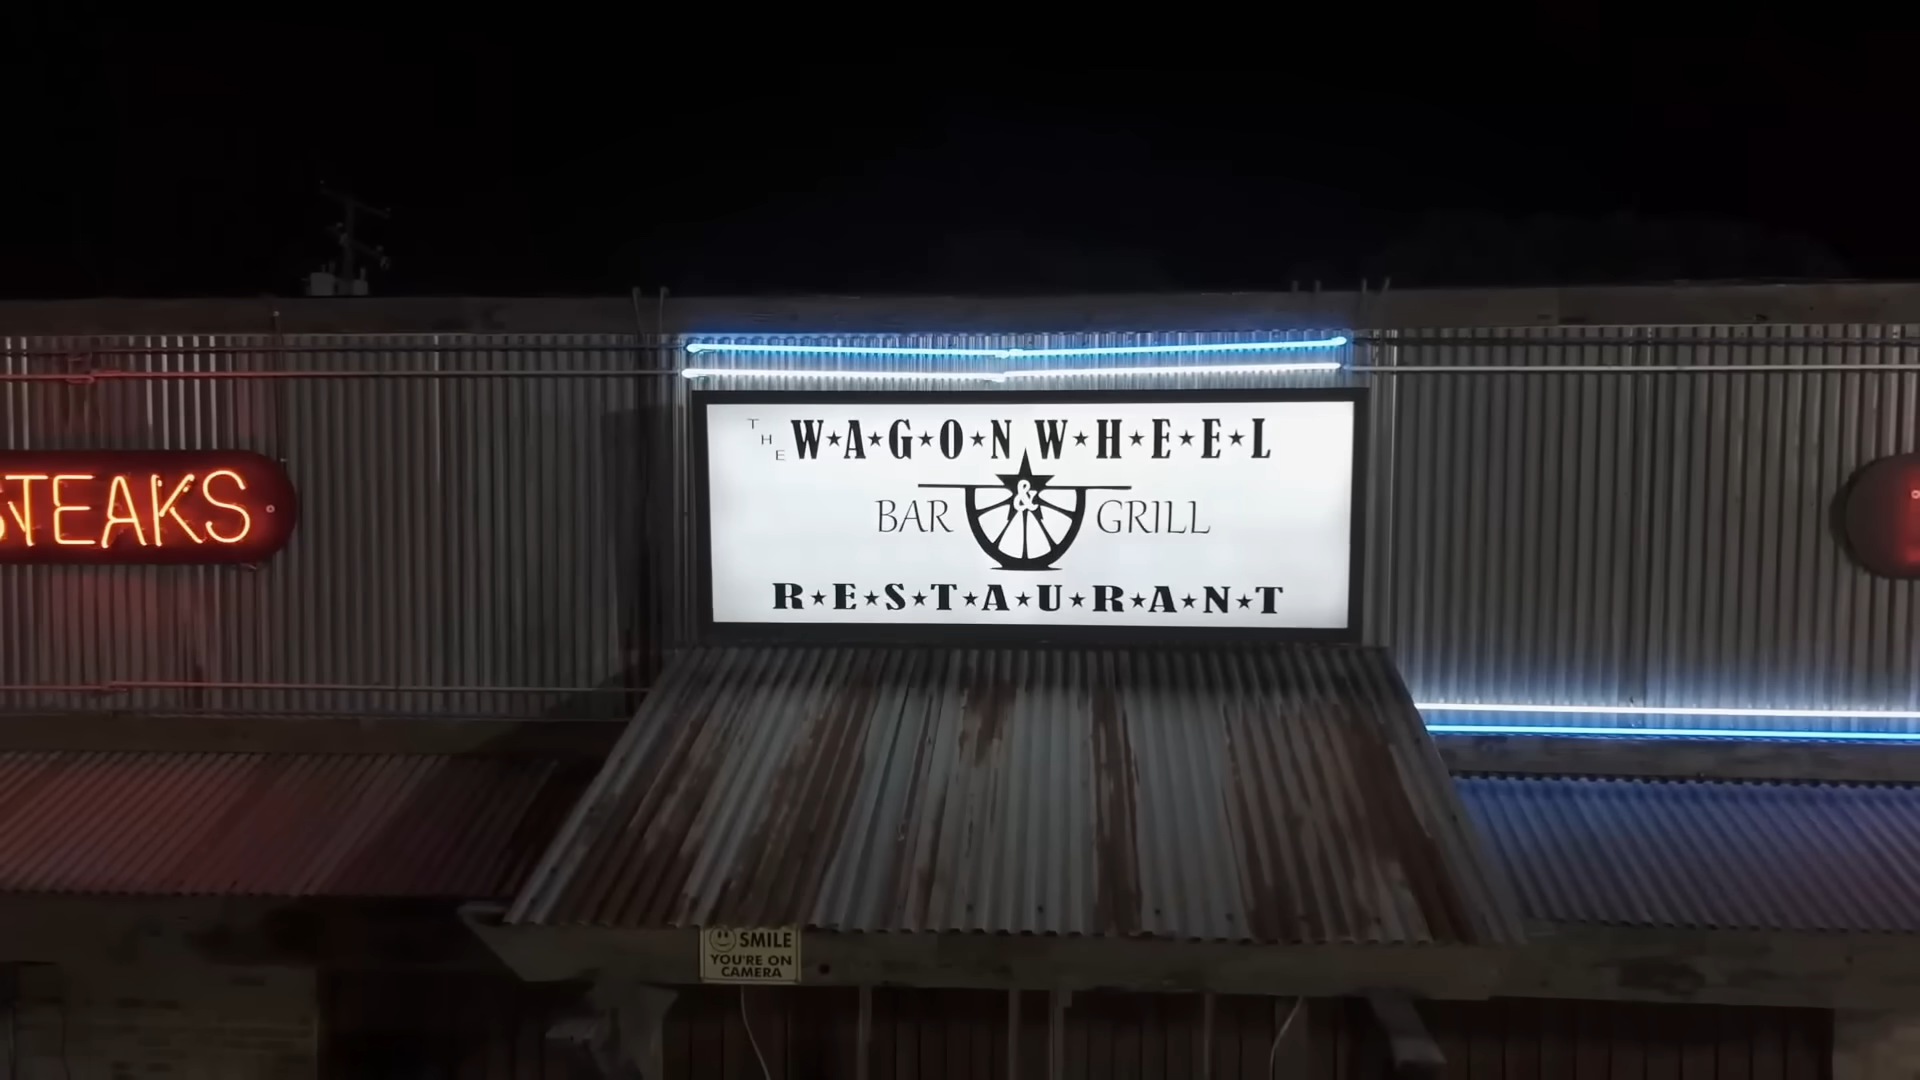 STEAKS
THE W★A★G★O★N W★H★E★E★L
BAR & GRILL
R★E★S★T★A★U★R★A★N★T
SMILE
YOU'RE ON
CAMERA